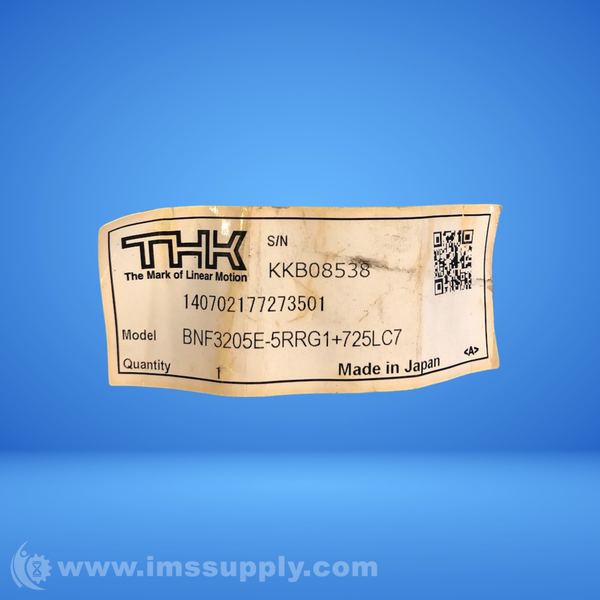 THK
The Mark of Linear Motion
S/N
KKB08538
140702177273501
Model BNF3205E-5RRG1+725LC7
Quantity 1 Made in Japan <A>
www.imssupply.com